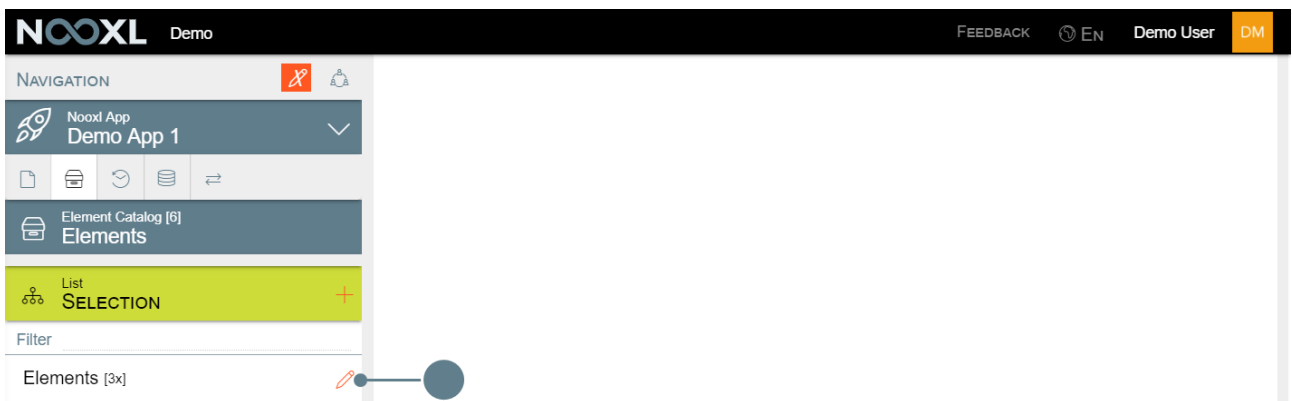 NOOXL Demo FEEDBACK EN Demo User DM
NAVIGATION
Nooxl App
Demo App 1
Element Catalog [6]
Elements
List
SELECTION
Filter
Elements [3x]